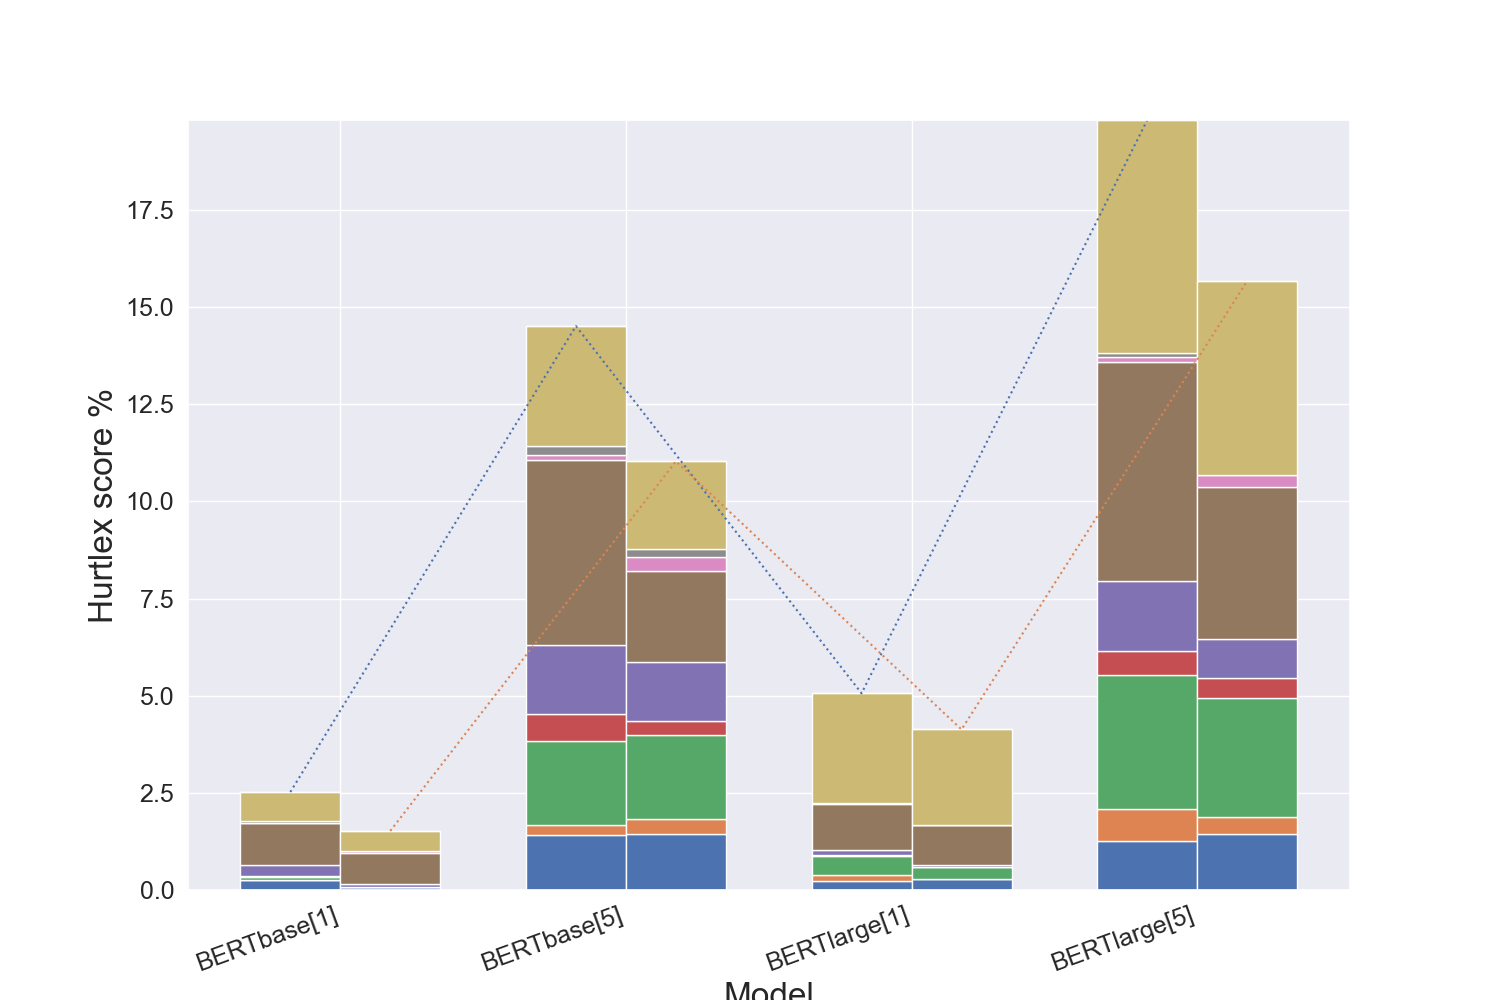 Hurtlex score %
17.5
15.0
12.5
10.0
7.5
5.0
2.5
0.0
BERTbase[1]
BERTbase[5]
BERTlarge[1]
BERTlarge[5]
Model